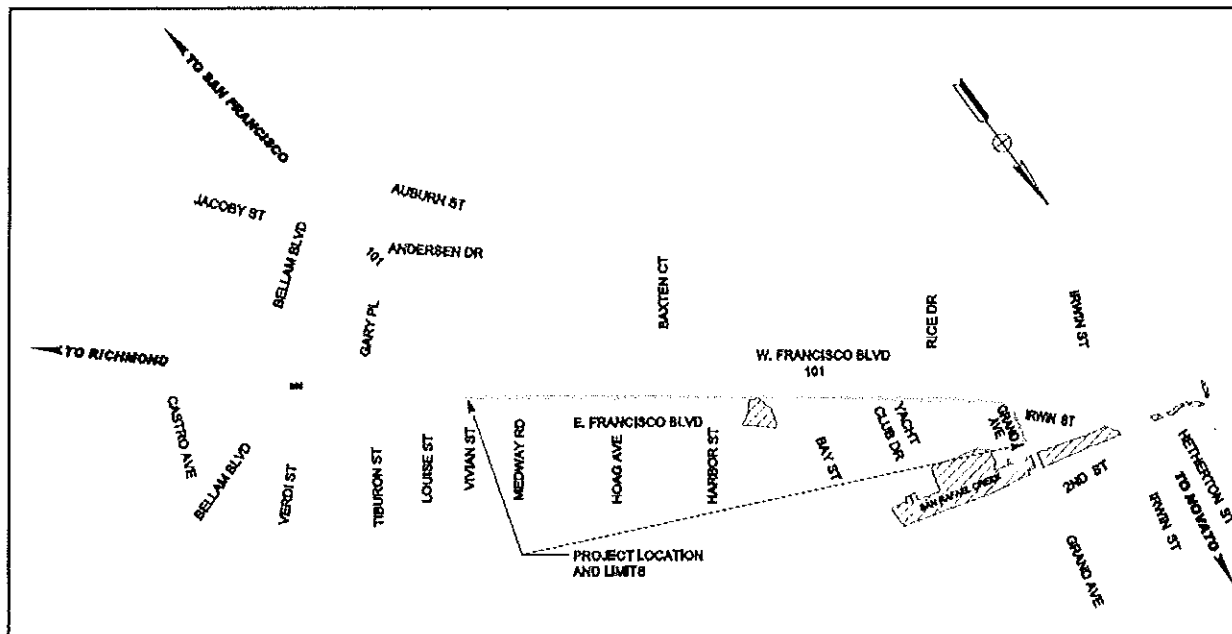 TO SAN FRANCISCO
JACOBY ST
AUBURN ST
BELLAM BLVD
101
ANDERSEN DR
GARY PL
BAXTEN CT
RICE DR
IRWIN ST
TO RICHMOND
W. FRANCISCO BLVD
101
CASTRO AVE
BELLAM BLVD
VERDI ST
TIBURON ST
LOUISE ST
VIVIAN ST
MEDWAY RD
E. FRANCISCO BLVD
HOAG AVE
HARBOR ST
BAY ST
YACHT
CLUB DR
GRAND
AVE
IRWIN ST
SAN RAFAEL CREEK
2ND ST
HETHERTON ST
TO NOVATO
IRWIN ST
GRAND AVE
PROJECT LOCATION
AND LIMITS